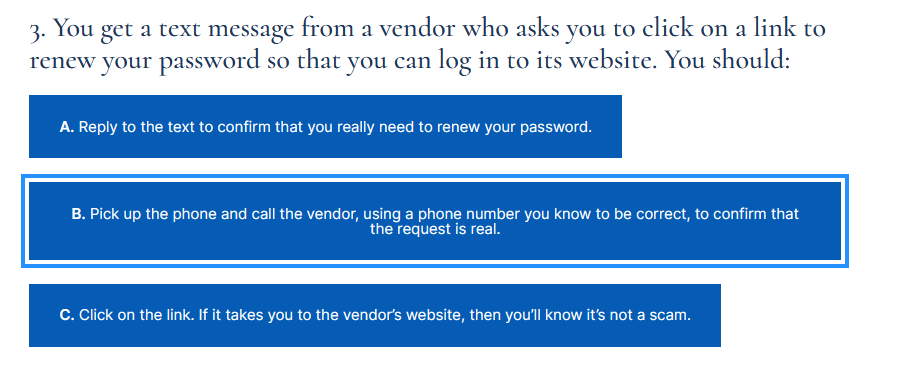 3. You get a text message from a vendor who asks you to click on a link to
renew your password so that you can log in to its website. You should:
A. Reply to the text to confirm that you really need to renew your password.
B. Pick up the phone and call the vendor, using a phone number you know to be correct, to confirm that
the request is real.
C. Click on the link. If it takes you to the vendor’s website, then you’ll know it’s not a scam.